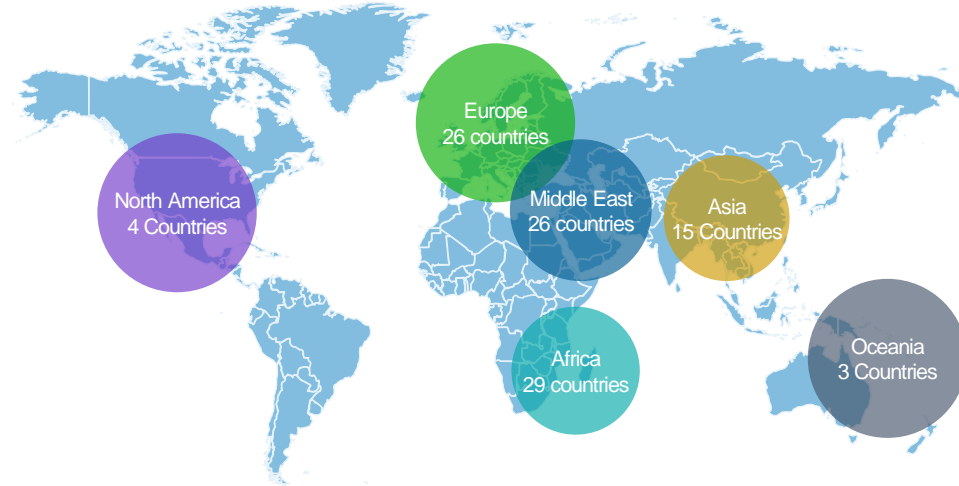 Europe
26 countries
North America
4 Countries
Middle East
26 countries
Asia
15 Countries
Africa
29 countries
Oceania
3 Countries